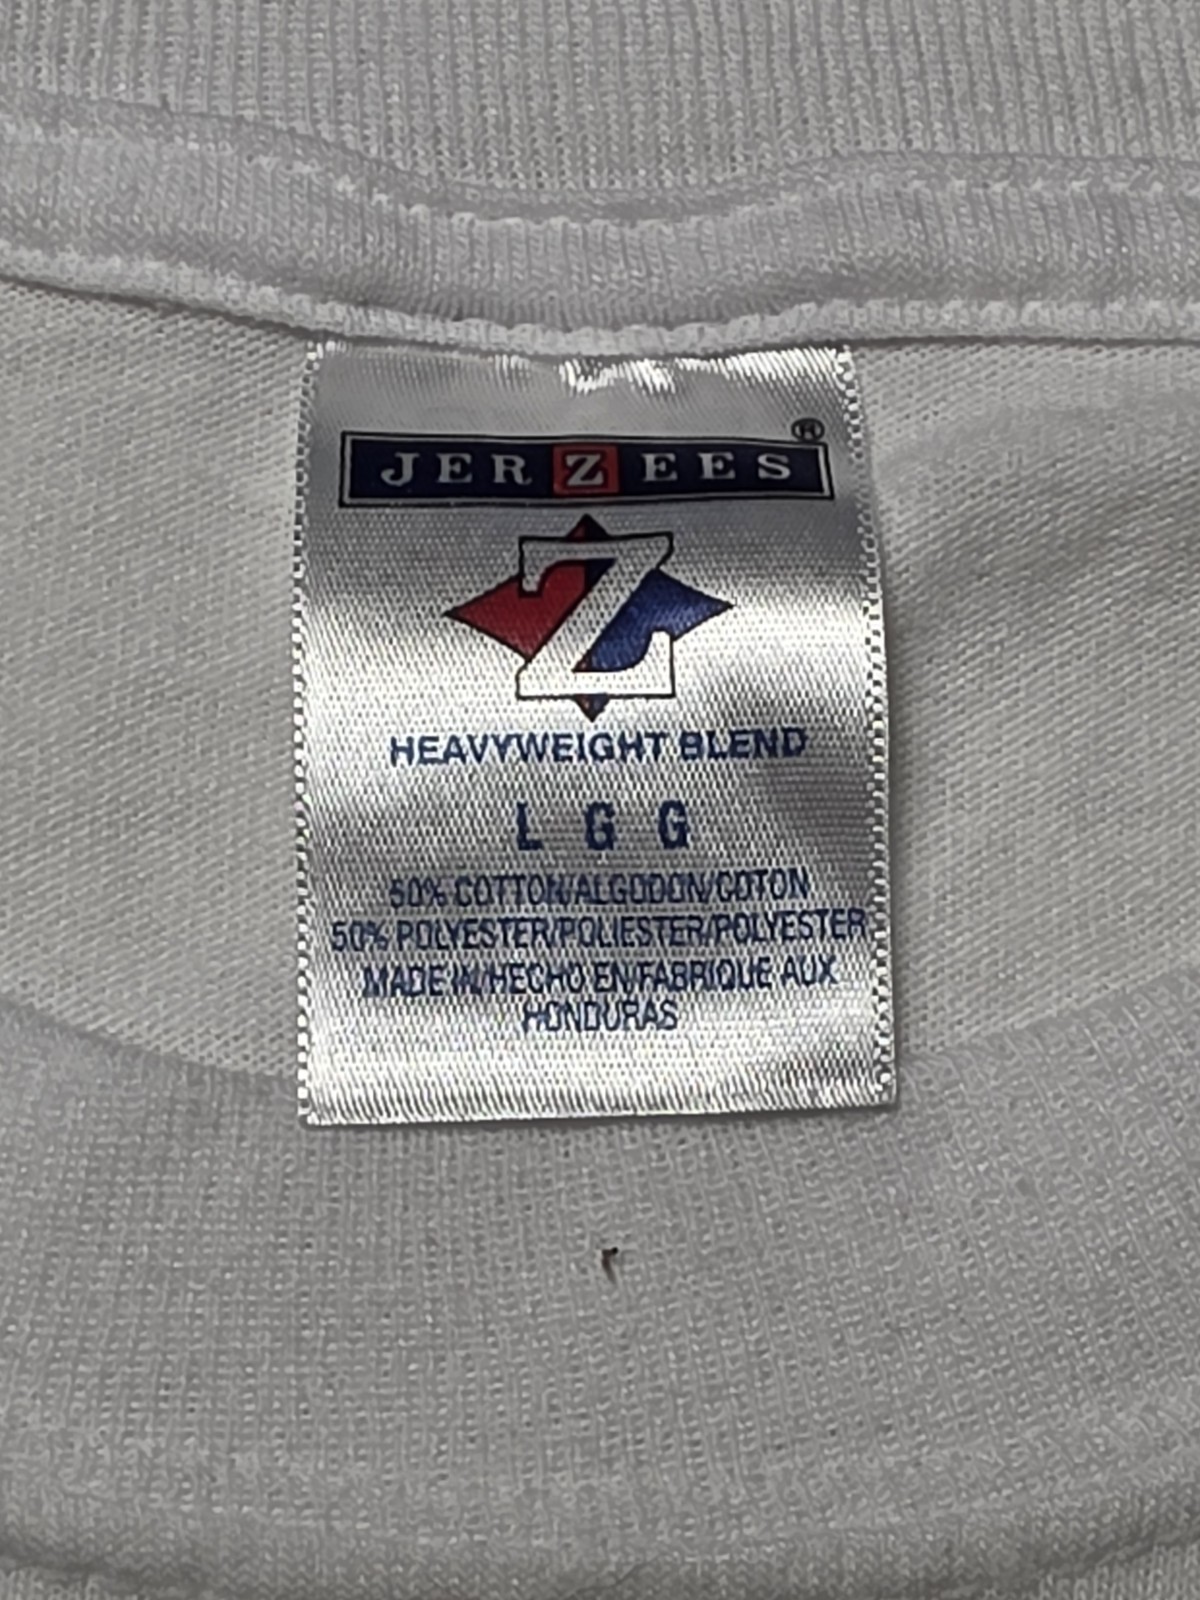 JERZEES®
Z
HEAVYWEIGHT BLEND
L G G
50% COTTON/ALGODON/COTON
50% POLYESTER/POLIESTER/POLYESTER
MADE IN/HECHO EN/FABRIQUE AUX
HONDURAS